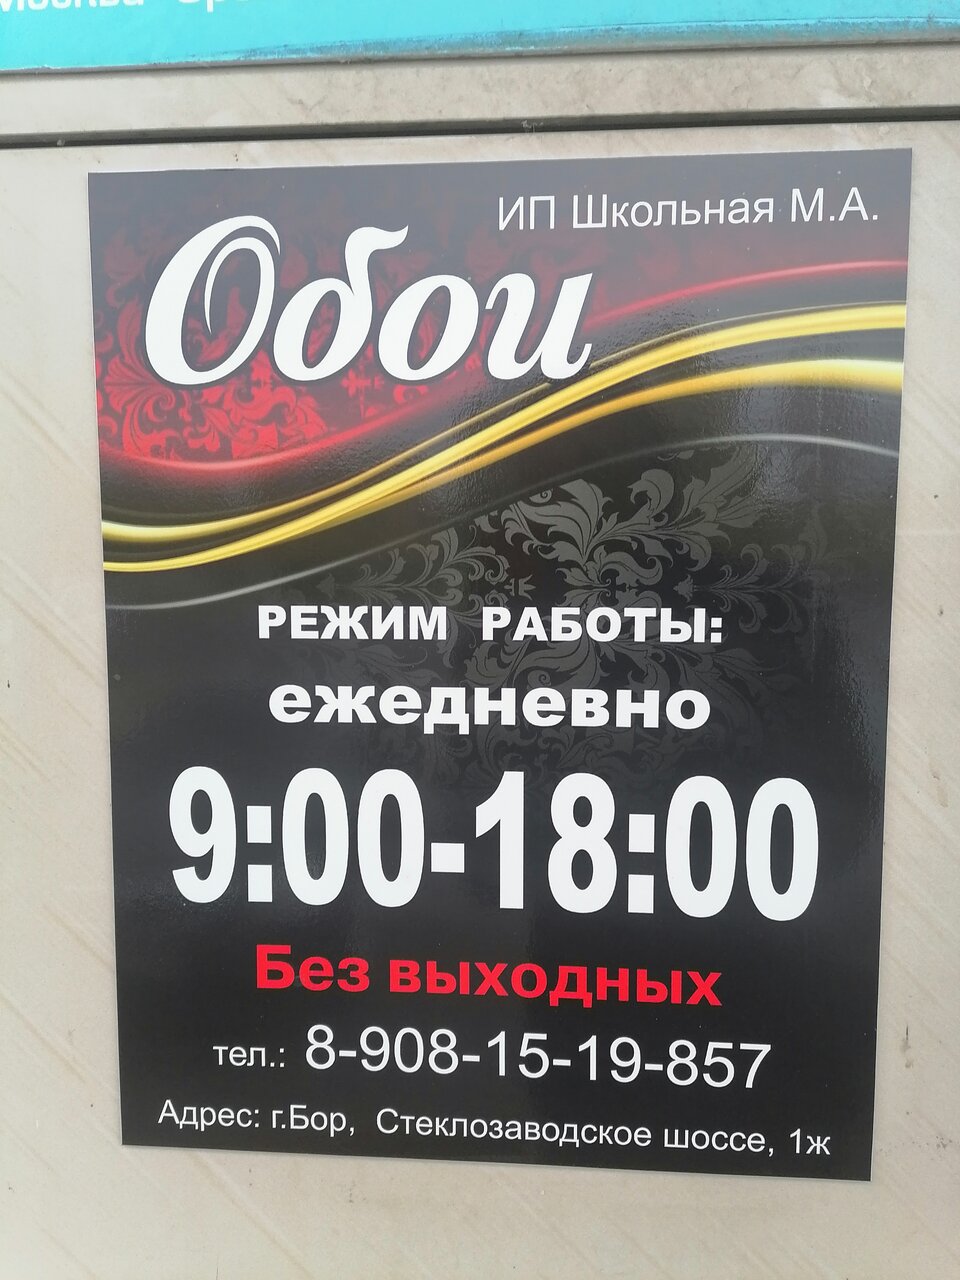 ИП Школьная М.А.
Обои
РЕЖИМ РАБОТЫ:
ежедневно
9:00-18:00
Без выходных
тел.: 8-908-15-19-857
Адрес: г.Бор, Стеклозаводское шоссе, 1ж